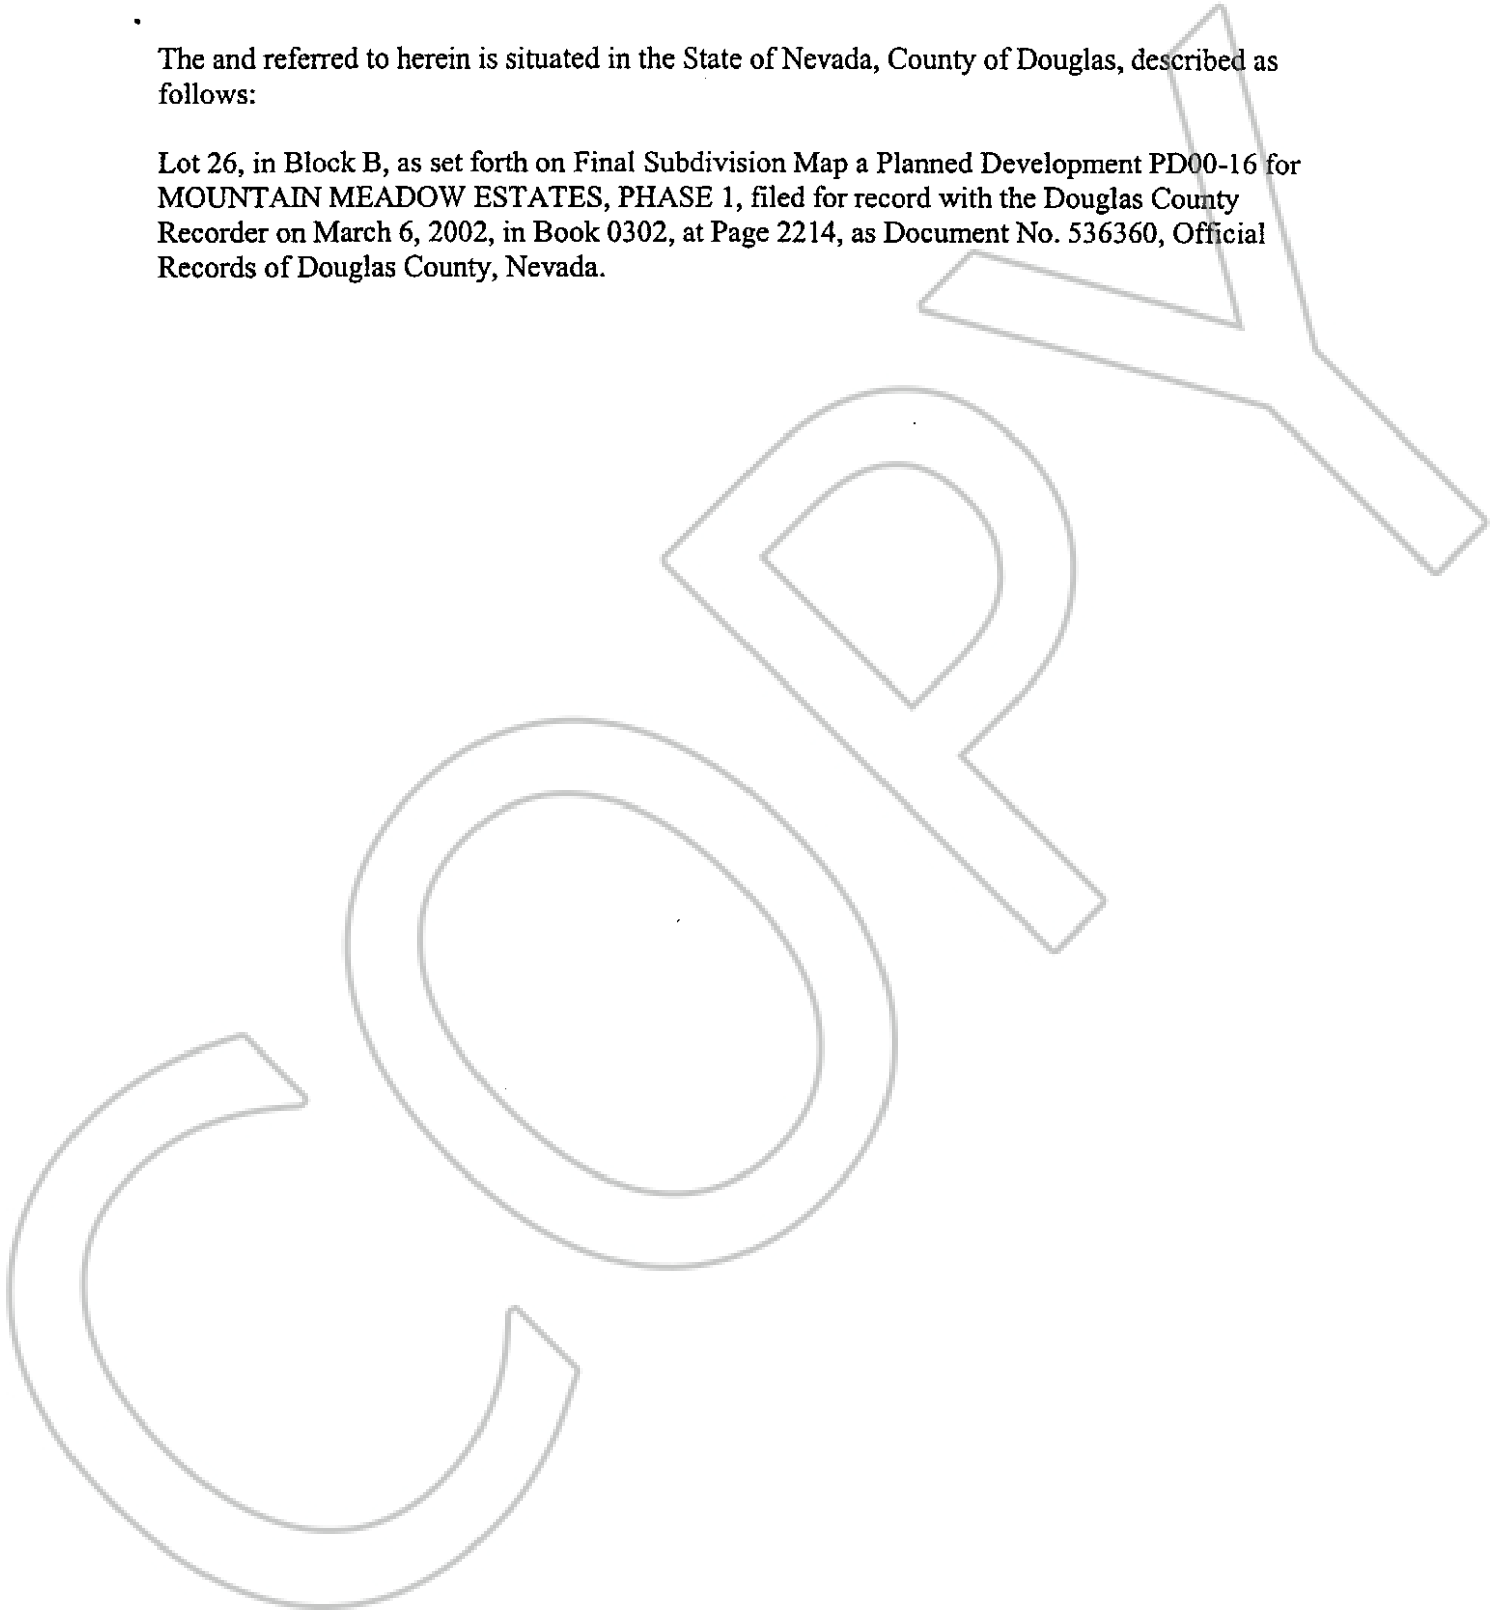 The and referred to herein is situated in the State of Nevada, County of Douglas, described as
follows:
Lot 26, in Block B, as set forth on Final Subdivision Map a Planned Development PD00-16 for
MOUNTAIN MEADOW ESTATES, PHASE 1, filed for record with the Douglas County
Recorder on March 6, 2002, in Book 0302, at Page 2214, as Document No. 536360, Official
Records of Douglas County, Nevada.
COPY